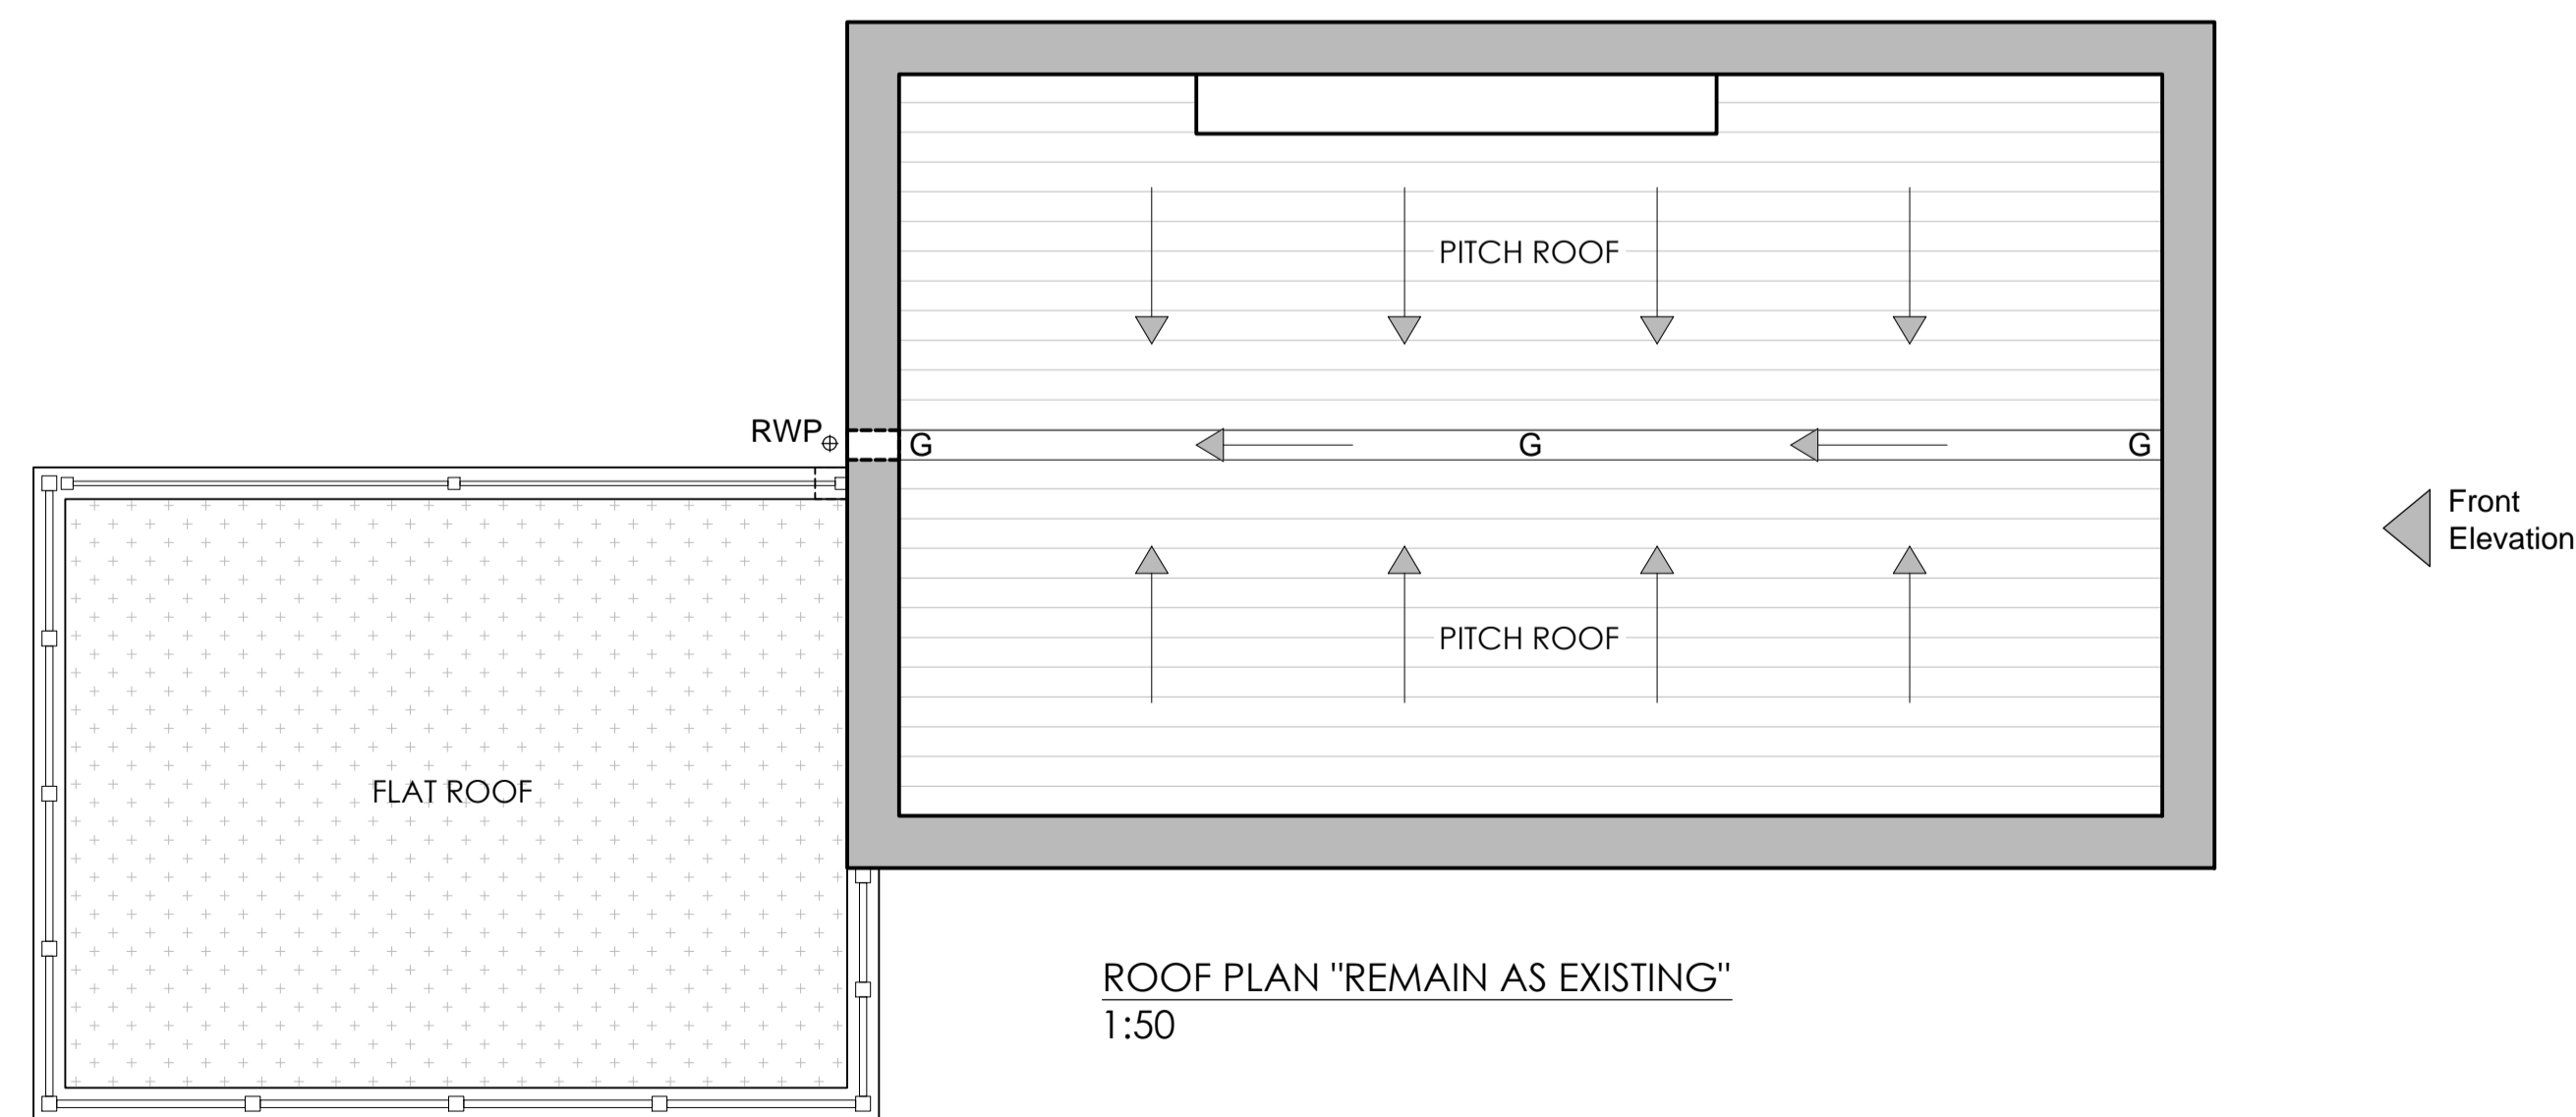 PITCH ROOF
RWP
G
G
G
Front
Elevation
PITCH ROOF
FLAT ROOF
ROOF PLAN "REMAIN AS EXISTING"
1:50